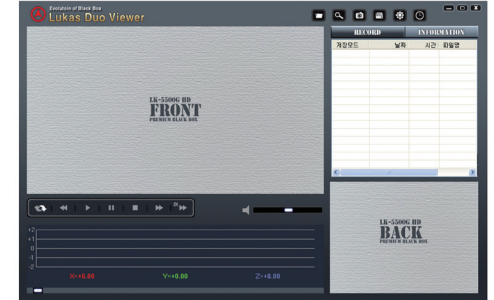 Evolution of Black Box
Lukas Duo Viewer
RECORD
INFORMATION
저장모드 날짜 시간 파일명
LK-5500G HD
FRONT
PREMIUM BLACK BOX
2X
+2
+1
0
-1
-2
X=+0.00 Y=+0.00 Z=+0.00
LK-5500G HD
BACK
PREMIUM BLACK BOX